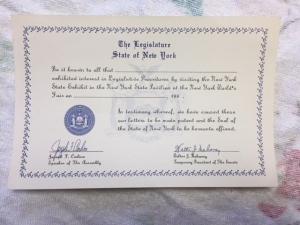 The Legislature
State of New York
Be it known to all that
exhibited interest in Legislative Procedures by visiting the New York
State Exhibit in the New York State Pavilion at the New York World's
Fair on 196 .
In testimony whereof, we have caused these
our letters to be made patent and the Seal of
the State of New York to be hereunto affixed.
Joseph F. Carlino
Speaker of the Assembly
Walter J. Mahoney
Walter J. Mahoney
Temporary President of the Senate